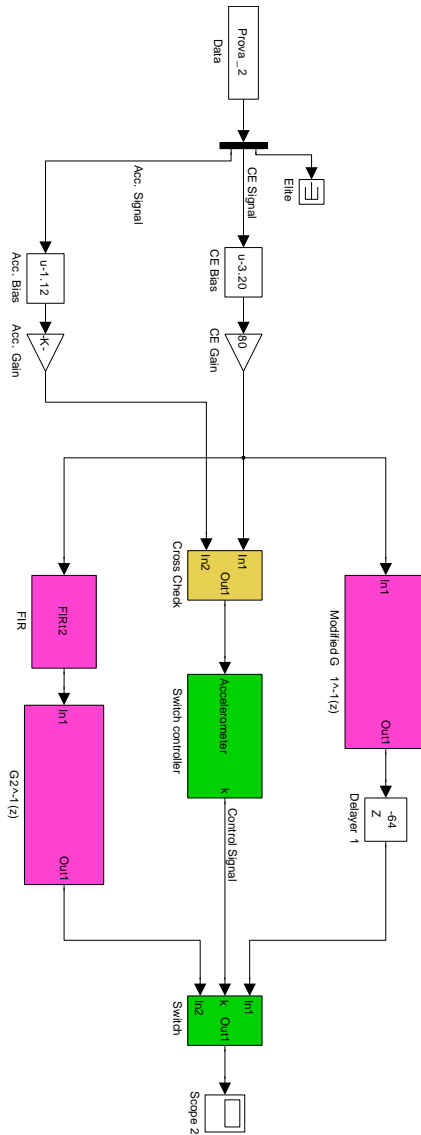 Prova _ 2
Data
Elite
CE Signal
Acc. Signal
u-3.20
CE Bias
u-1.12
Acc. Bias
80
CE Gain
-K-
Acc. Gain
In1
Out1
Modified G 1^-1(z)
-64
Z
Delayer 1
In1
In2
Out1
Cross Check
Accelerometer
k
Switch controller
Control Signal
FIRt2
FIR
In1
Out1
G2^-1(z)
In1
k
In2
Out1
Switch
Scope 2